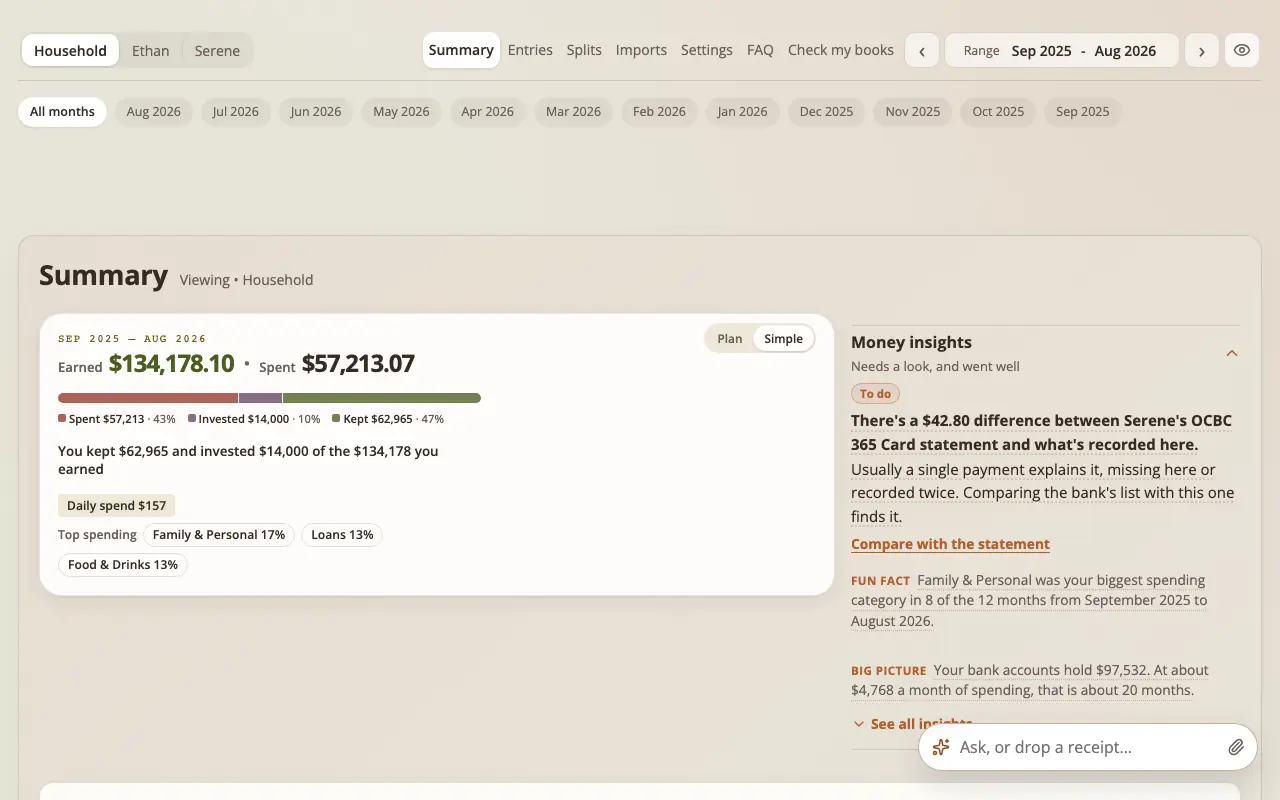 Household Ethan Serene
Summary Entries Splits Imports Settings FAQ Check my books ‹ Range Sep 2025 - Aug 2026 ›
All months Aug 2026 Jul 2026 Jun 2026 May 2026 Apr 2026 Mar 2026 Feb 2026 Jan 2026 Dec 2025 Nov 2025 Oct 2025 Sep 2025
Summary Viewing • Household
SEP 2025 — AUG 2026
Plan Simple
Earned $134,178.10 · Spent $57,213.07
Spent $57,213 · 43% Invested $14,000 · 10% Kept $62,965 · 47%
You kept $62,965 and invested $14,000 of the $134,178 you
earned
Daily spend $157
Top spending Family & Personal 17% Loans 13%
Food & Drinks 13%
Money insights
Needs a look, and went well
To do
There's a $42.80 difference between Serene's OCBC
365 Card statement and what's recorded here.
Usually a single payment explains it, missing here or
recorded twice. Comparing the bank's list with this one
finds it.
Compare with the statement
FUN FACT Family & Personal was your biggest spending
category in 8 of the 12 months from September 2025 to
August 2026.
BIG PICTURE Your bank accounts hold $97,532. At about
$4,768 a month of spending, that is about 20 months.
See all insights
Ask, or drop a receipt...